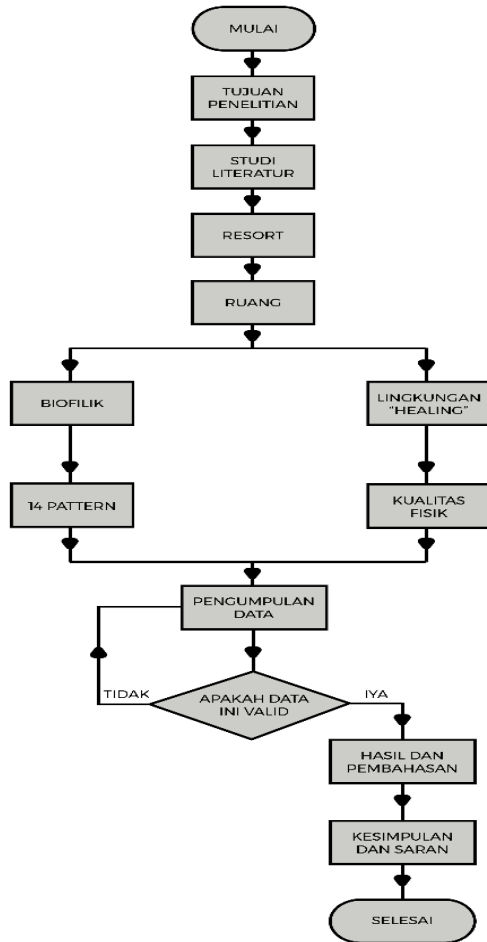 MULAI
TUJUAN
PENELITIAN
STUDI
LITERATUR
RESORT
RUANG
BIOFILIK
LINGKUNGAN
"HEALING"
14 PATTERN
KUALITAS
FISIK
PENGUMPULAN
DATA
TIDAK
APAKAH DATA
INI VALID
IYA
HASIL DAN
PEMBAHASAN
KESIMPULAN
DAN SARAN
SELESAI